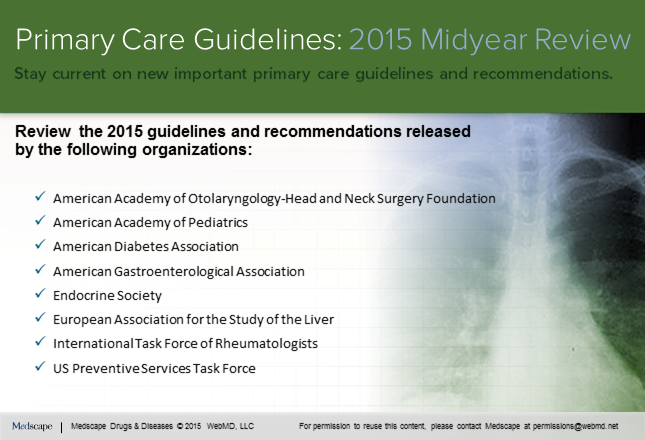 Primary Care Guidelines: 2015 Midyear Review
Stay current on new important primary care guidelines and recommendations.
Review the 2015 guidelines and recommendations released
by the following organizations:
✓ American Academy of Otolaryngology-Head and Neck Surgery Foundation
✓ American Academy of Pediatrics
✓ American Diabetes Association
✓ American Gastroenterological Association
✓ Endocrine Society
✓ European Association for the Study of the Liver
✓ International Task Force of Rheumatologists
✓ US Preventive Services Task Force
Medscape | Medscape Drugs & Diseases © 2015 WebMD, LLC For permission to reuse this content, please contact Medscape at permissions@webmd.net